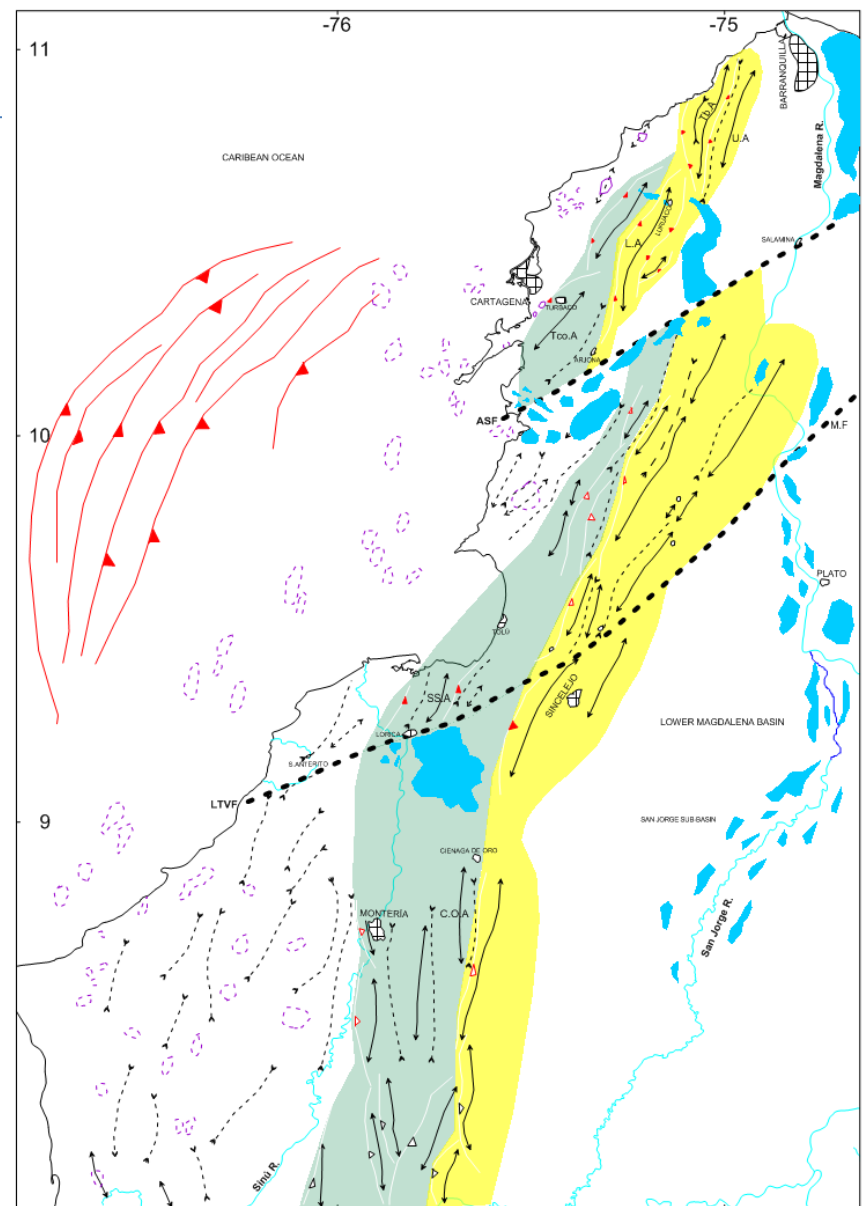 -76
-75
11
BARRANQUILLA
Tb.A
U.A
Magdalena R.
CARIBEAN OCEAN
LURUACO
L.A
SALAMINA
CARTAGENA
TURBACO
Tco.A
ARJONA
ASF
10
M.F
PLATO
TOLÚ
SS.A
SINCELEJO
LORICA
LOWER MAGDALENA BASIN
S.ANTERITO
LTVF
9
SAN JORGE SUB-BASIN
CIENAGA DE ORO
MONTERÍA
C.O.A
San Jorge R.
Sinú R.